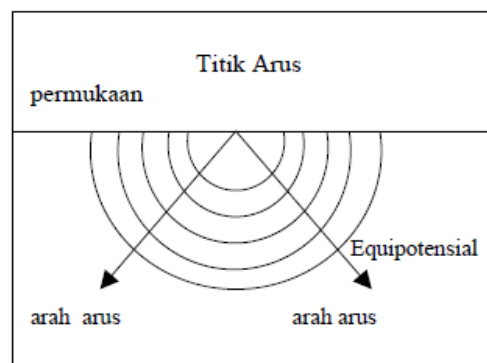 Titik Arus
permukaan
Equipotensial
arah arus
arah arus